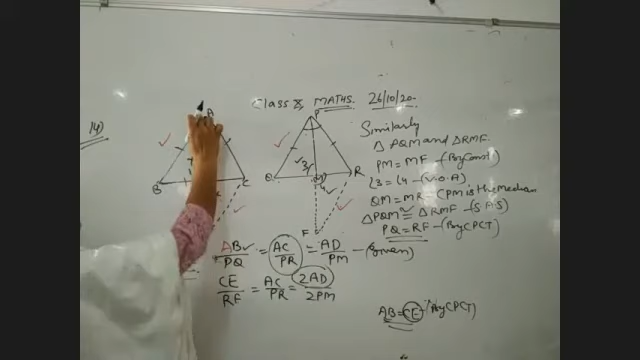 Class X MATHS. 26/10/20
14)
A
B
C
P
Q
M
R
F
3
4
Similarly
△ PQM and △RMF.
PM = MF - (By Const)
∠3 = ∠4 - (V.O.A)
QM = MR - (PM is the Median
△PQM ≅ △RMF - (S.A.S)
PQ = RF - (By CPCT)
AB/PQ = AC/PR = AD/PM - (Given)
CE/RF = AC/PR = 2AD/2PM
AB = CE - (By CPCT)